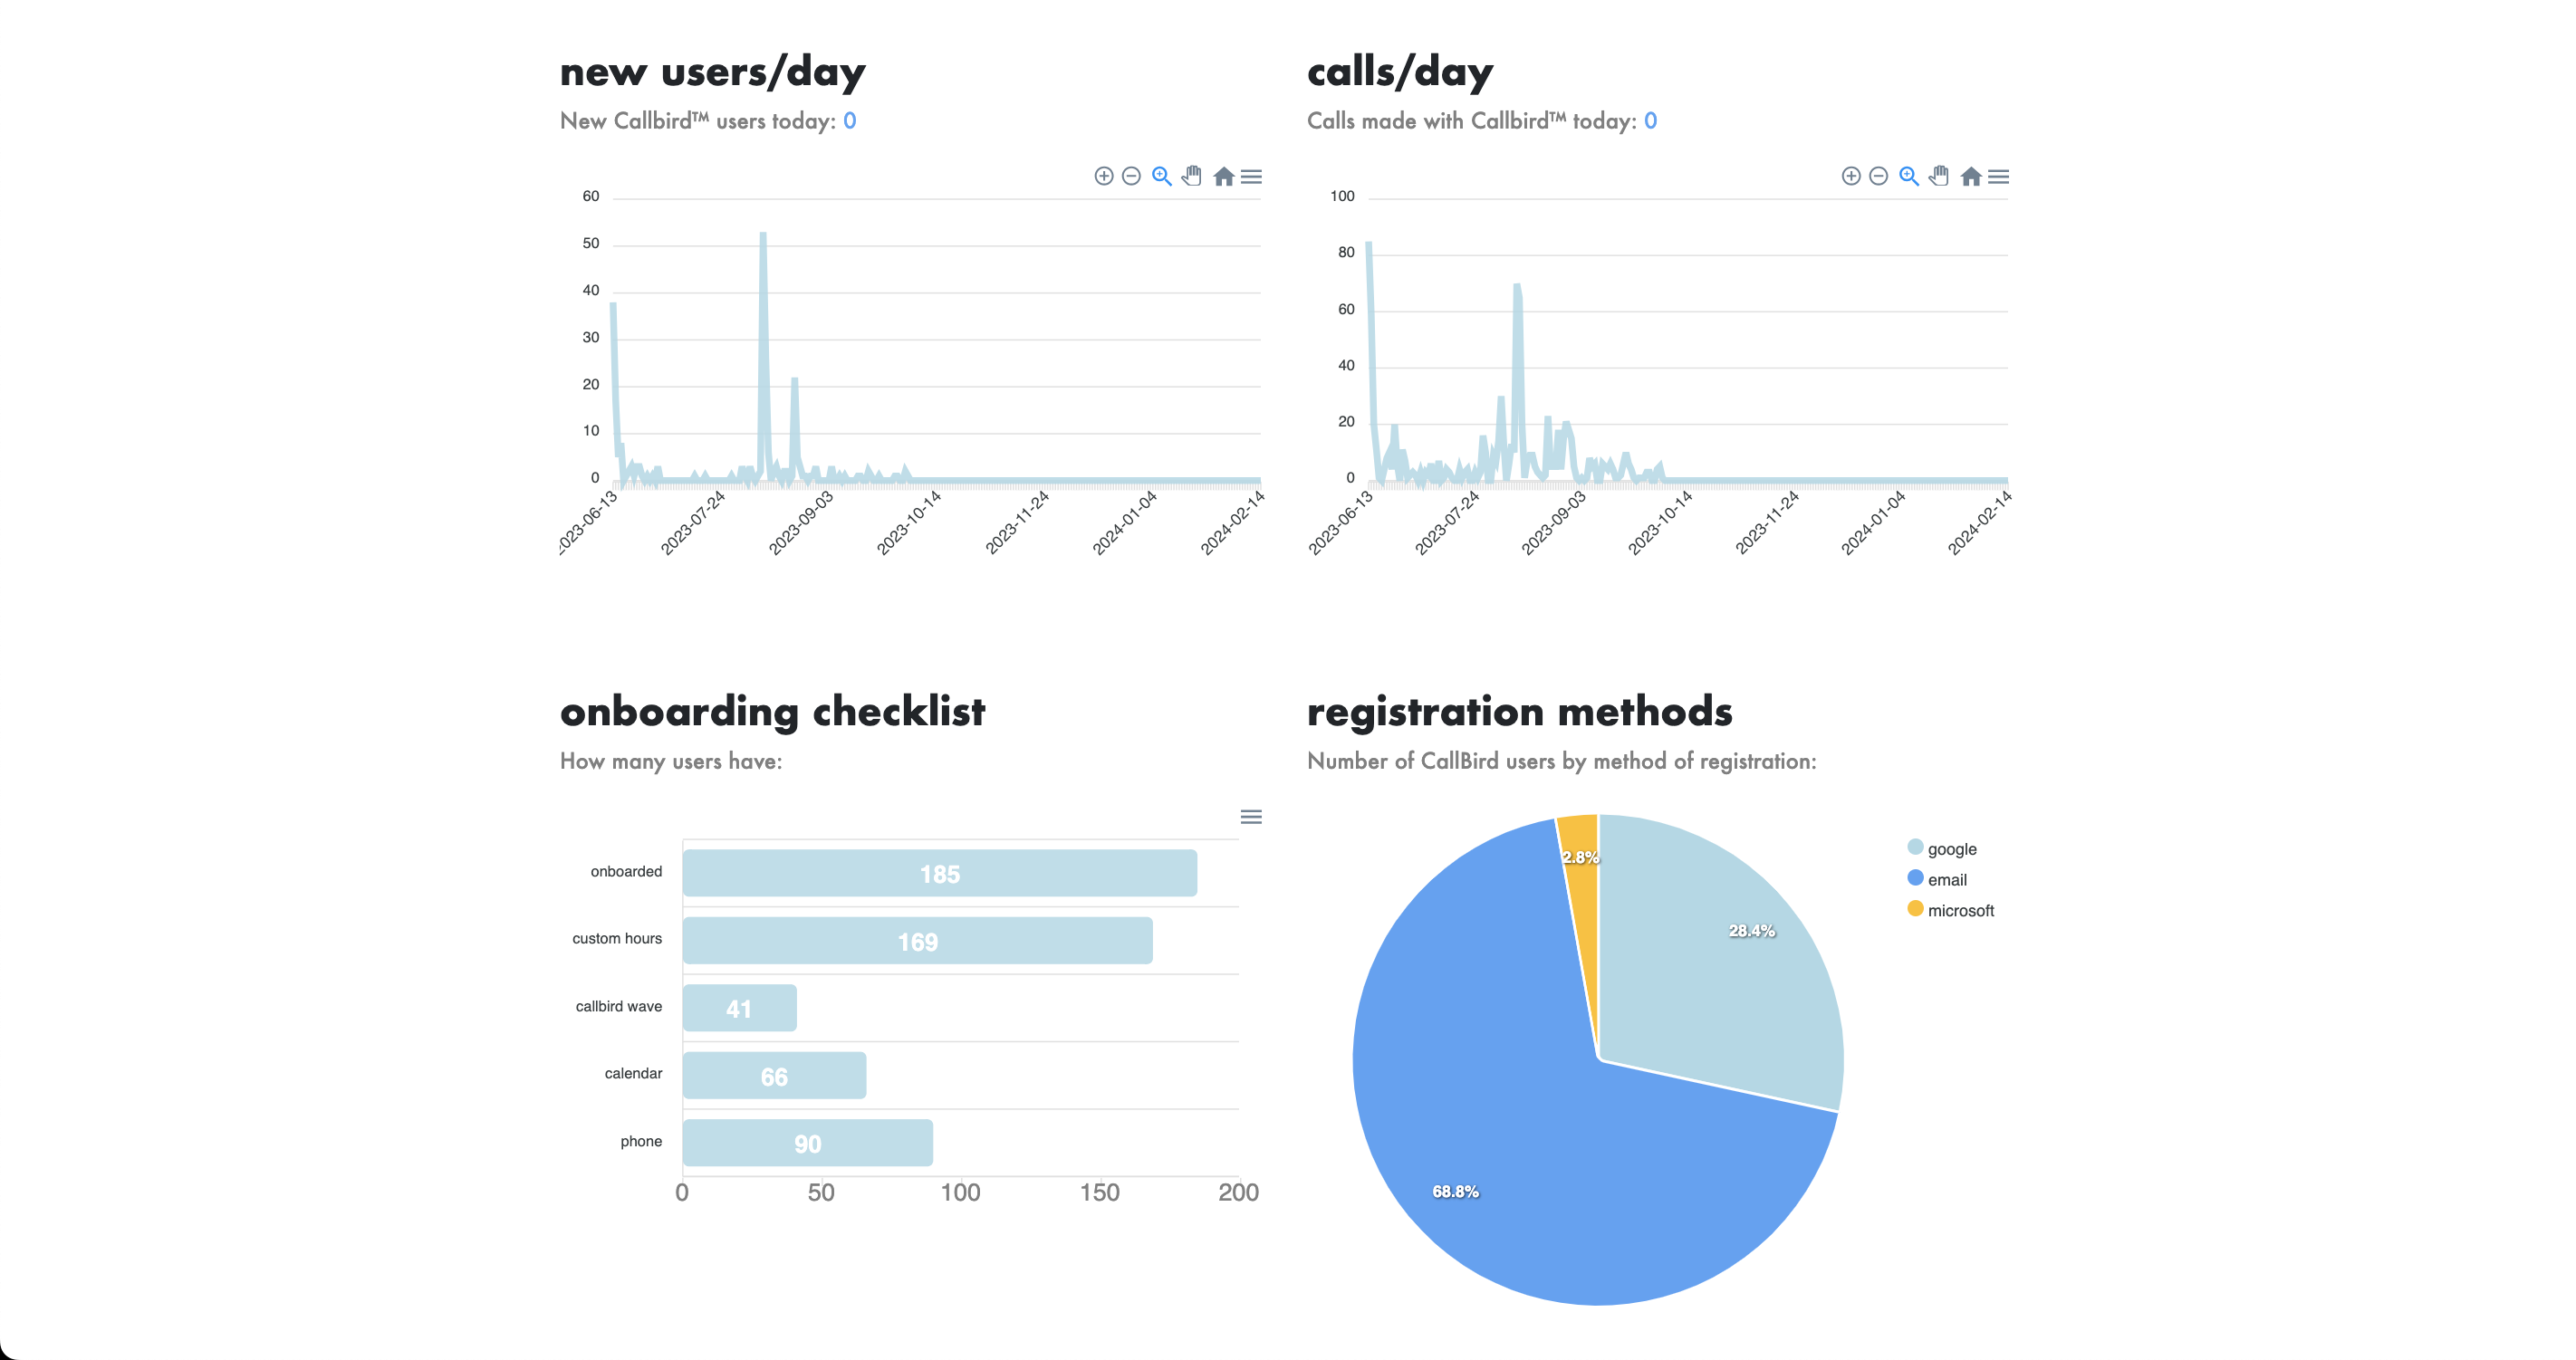 new users/day
New Callbird™ users today: 0
60
50
40
30
20
10
0
2023-06-13
2023-07-24
2023-09-03
2023-10-14
2023-11-24
2024-01-04
2024-02-14
calls/day
Calls made with Callbird™ today: 0
100
80
60
40
20
0
2023-06-13
2023-07-24
2023-09-03
2023-10-14
2023-11-24
2024-01-04
2024-02-14
onboarding checklist
How many users have:
onboarded 185
custom hours 169
callbird wave 41
calendar 66
phone 90
0 50 100 150 200
registration methods
Number of CallBird users by method of registration:
2.8%
28.4%
68.8%
google
email
microsoft